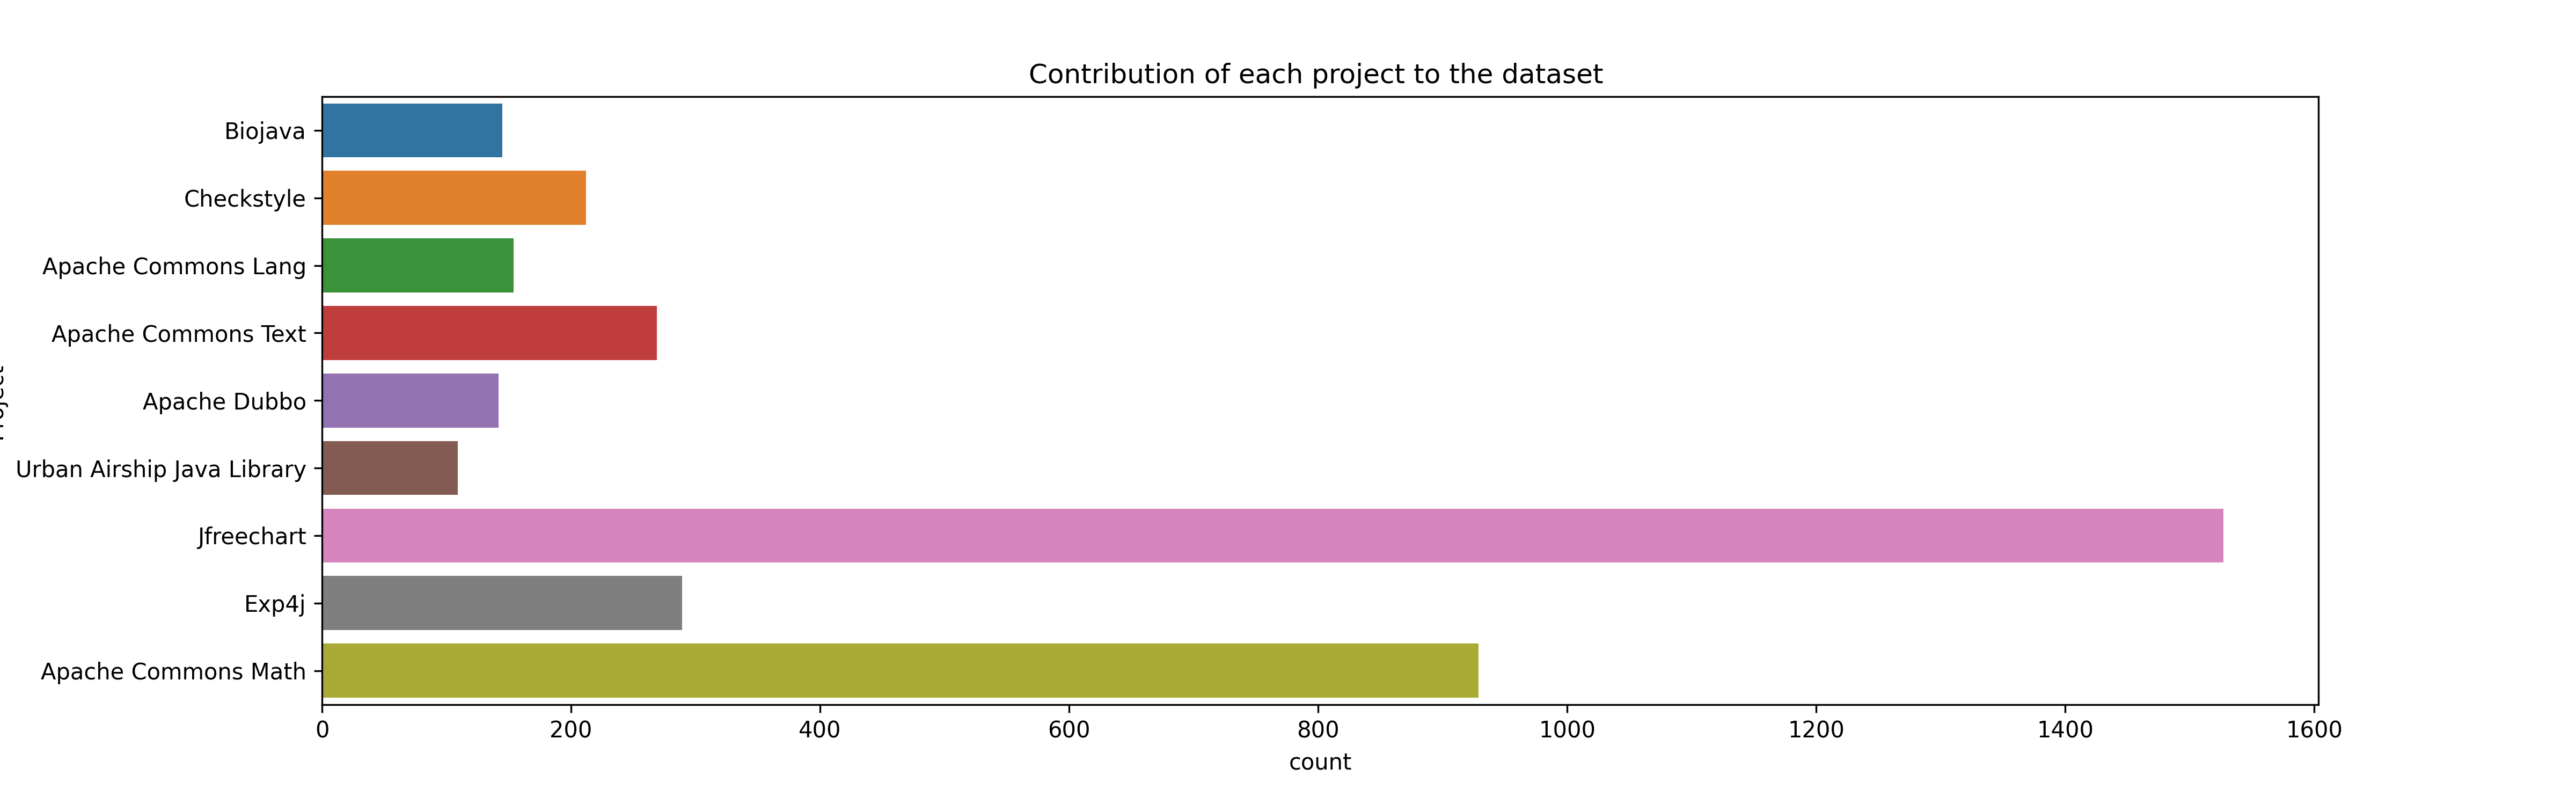 Contribution of each project to the dataset
Biojava
Checkstyle
Apache Commons Lang
Apache Commons Text
Apache Dubbo
Urban Airship Java Library
Jfreechart
Exp4j
Apache Commons Math
0 200 400 600 800 1000 1200 1400 1600
count